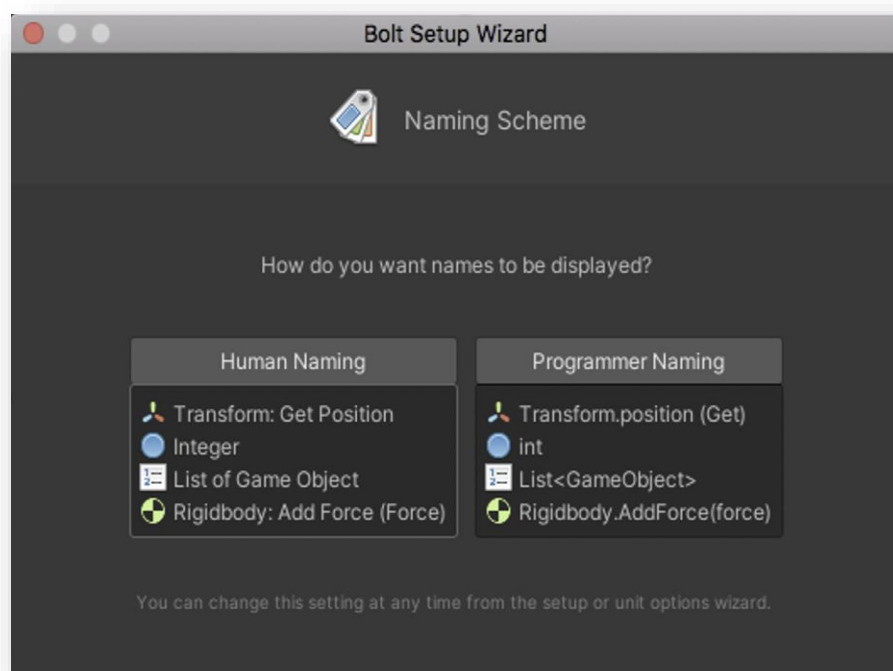 Bolt Setup Wizard
Naming Scheme
How do you want names to be displayed?
Human Naming
Transform: Get Position
Integer
List of Game Object
Rigidbody: Add Force (Force)
Programmer Naming
Transform.position (Get)
int
List<GameObject>
Rigidbody.AddForce(force)
You can change this setting at any time from the setup or unit options wizard.